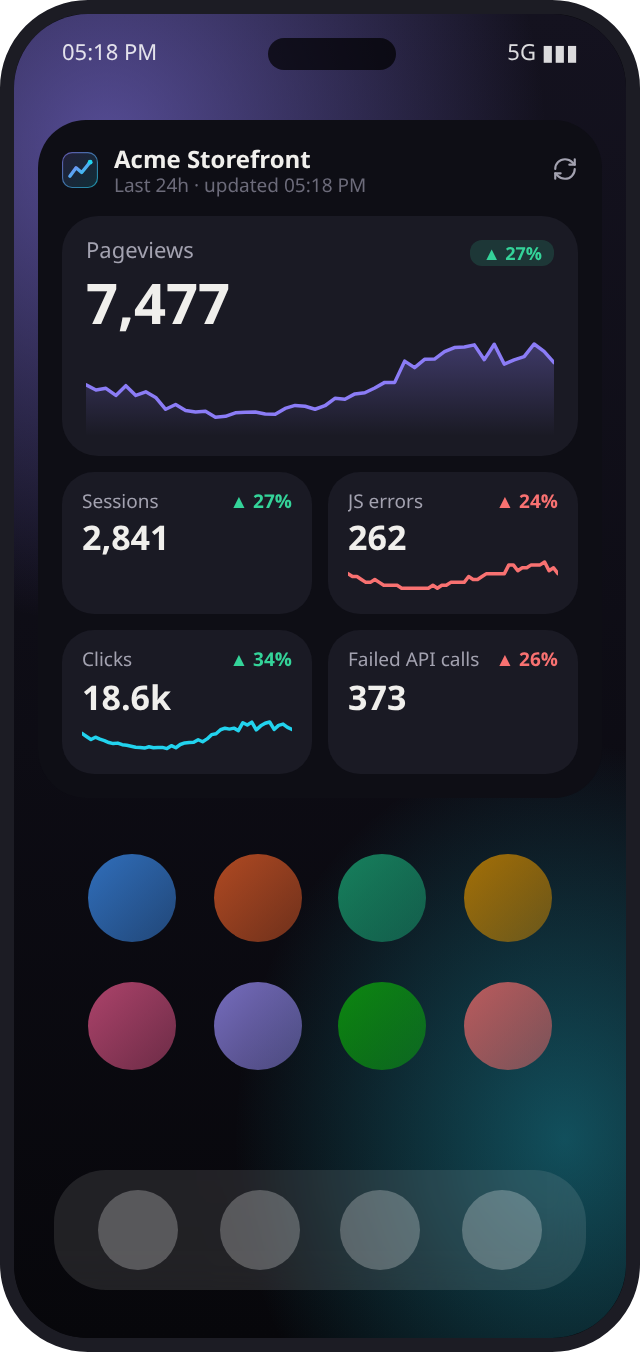 05:18 PM 5G
Acme Storefront
Last 24h · updated 05:18 PM
Pageviews ▲ 27%
7,477
Sessions ▲ 27%
2,841
JS errors ▲ 24%
262
Clicks ▲ 34%
18.6k
Failed API calls ▲ 26%
373